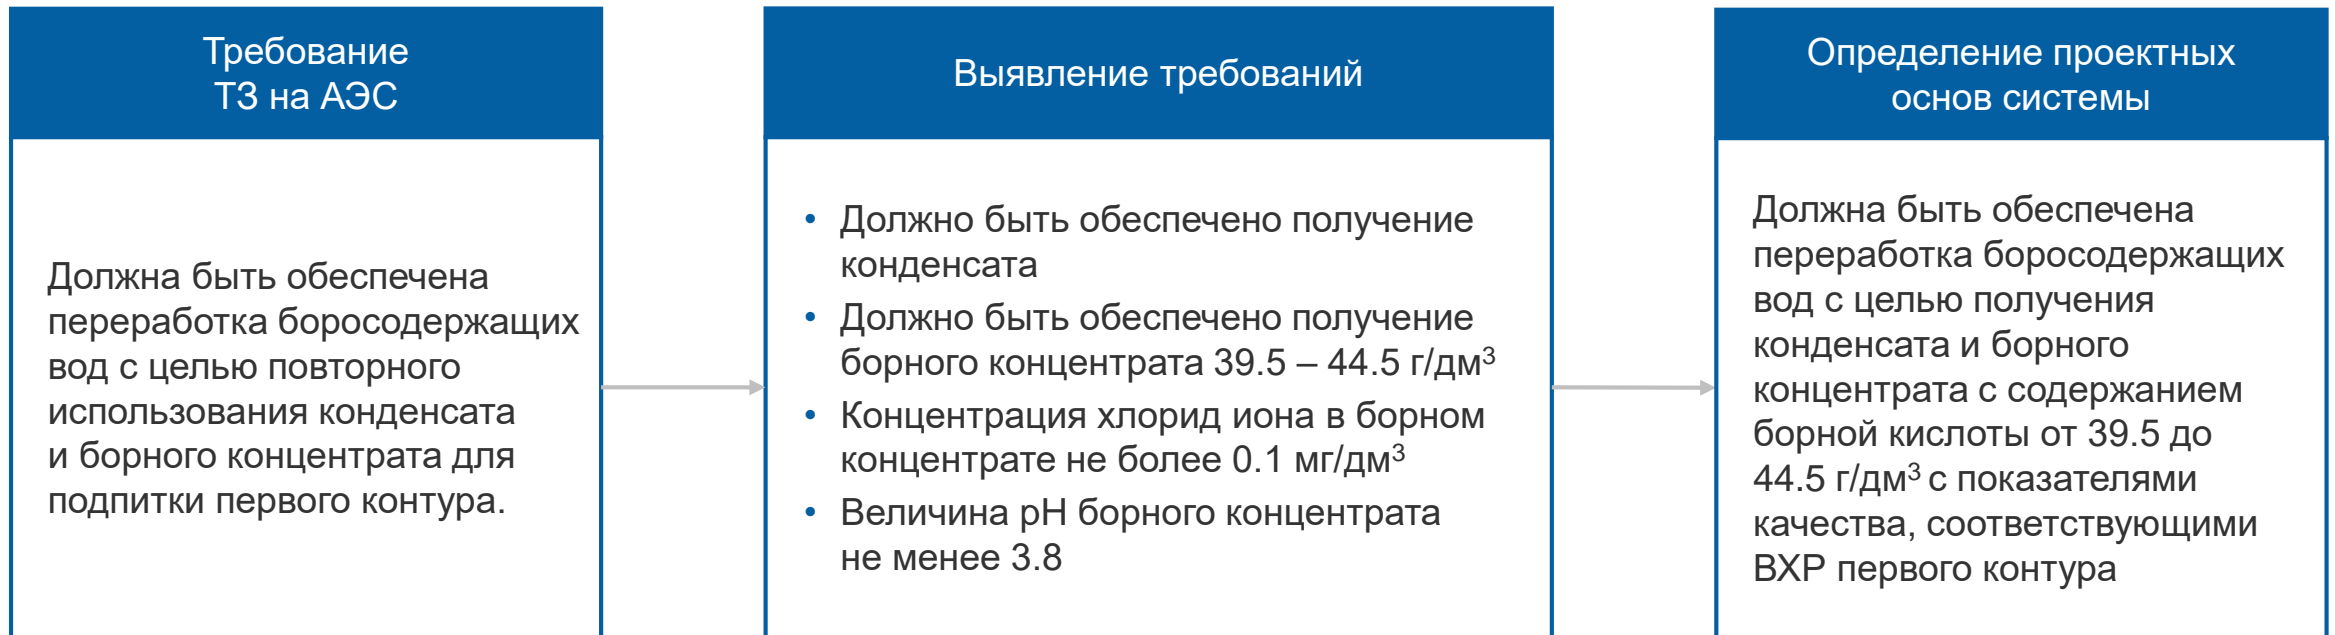 Требование
ТЗ на АЭС
Должна быть обеспечена
переработка боросодержащих
вод с целью повторного
использования конденсата
и борного концентрата для
подпитки первого контура.
Выявление требований
• Должно быть обеспечено получение
конденсата
• Должно быть обеспечено получение
борного концентрата 39.5 – 44.5 г/дм³
• Концентрация хлорид иона в борном
концентрате не более 0.1 мг/дм³
• Величина pH борного концентрата
не менее 3.8
Определение проектных
основ системы
Должна быть обеспечена
переработка боросодержащих
вод с целью получения
конденсата и борного
концентрата с содержанием
борной кислоты от 39.5 до
44.5 г/дм³ с показателями
качества, соответствующими
ВХР первого контура